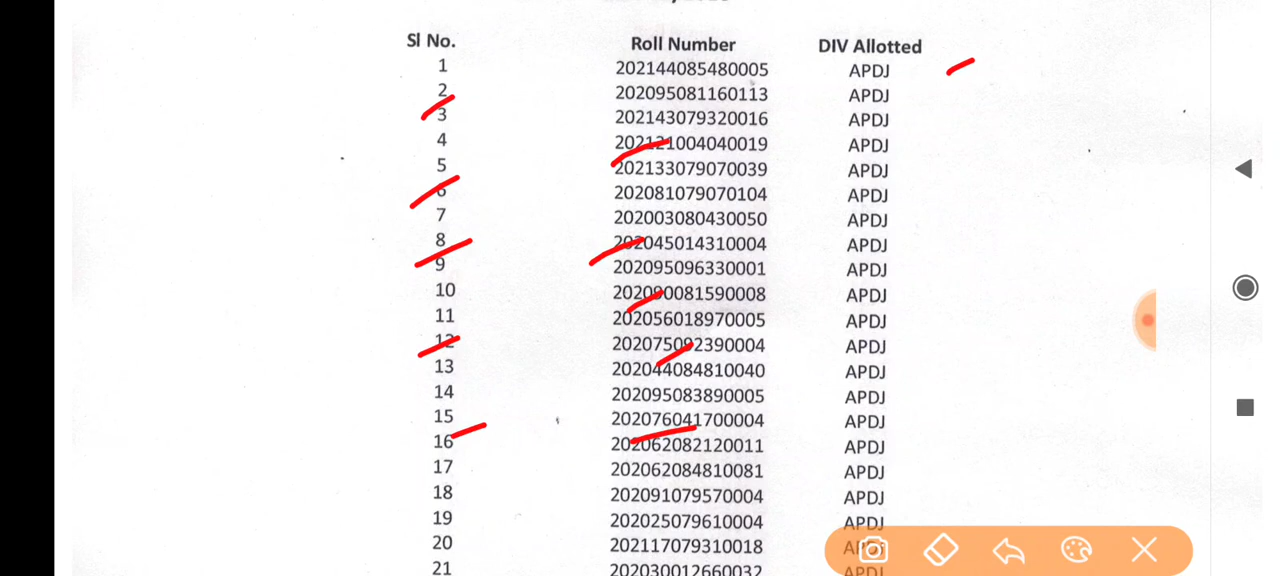 Sl No. Roll Number DIV Allotted
1 202144085480005 APDJ
2 202095081160113 APDJ
3 202143079320016 APDJ
4 202121004040019 APDJ
5 202133079070039 APDJ
6 202081079070104 APDJ
7 202003080430050 APDJ
8 202045014310004 APDJ
9 202095096330001 APDJ
10 202090081590008 APDJ
11 202056018970005 APDJ
12 202075092390004 APDJ
13 202044084810040 APDJ
14 202095083890005 APDJ
15 202076041700004 APDJ
16 202062082120011 APDJ
17 202062084810081 APDJ
18 202091079570004 APDJ
19 202025079610004 APDJ
20 202117079310018 APDJ
21 202030012660032 APDJ